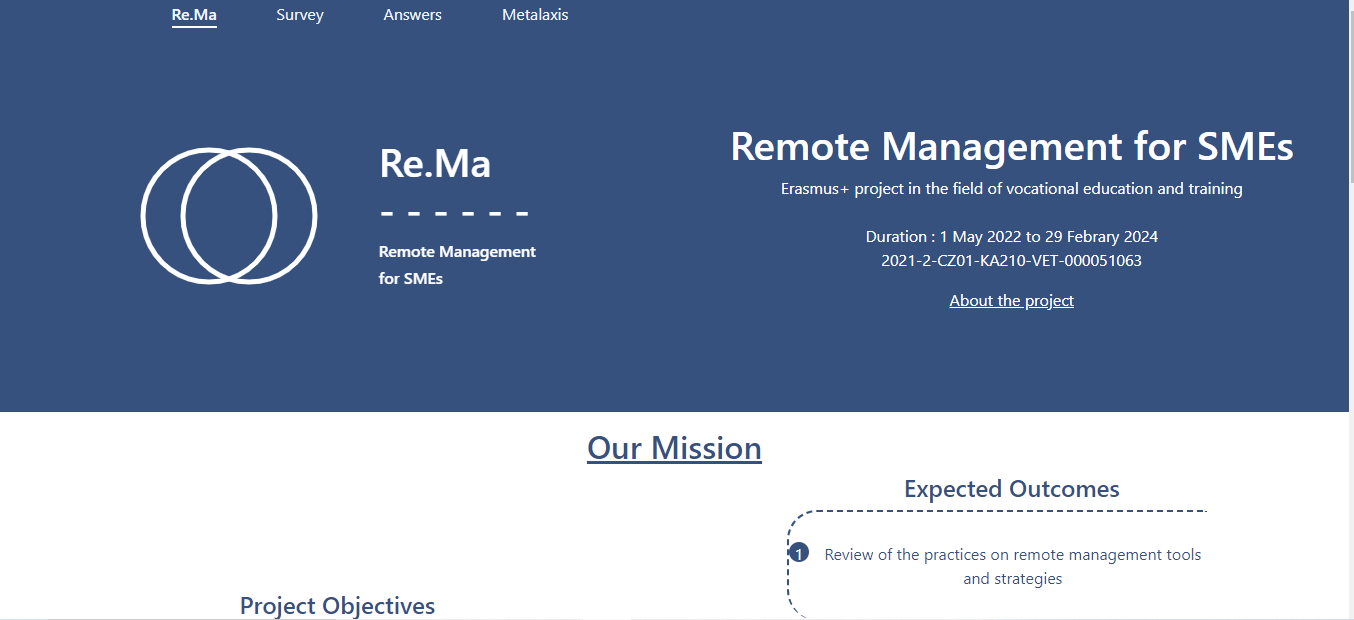 Re.Ma Survey Answers Metalaxis
Re.Ma
- - - - - -
Remote Management
for SMEs
Remote Management for SMEs
Erasmus+ project in the field of vocational education and training
Duration : 1 May 2022 to 29 Febrary 2024
2021-2-CZ01-KA210-VET-000051063
About the project
Our Mission
Expected Outcomes
1 Review of the practices on remote management tools
and strategies
Project Objectives